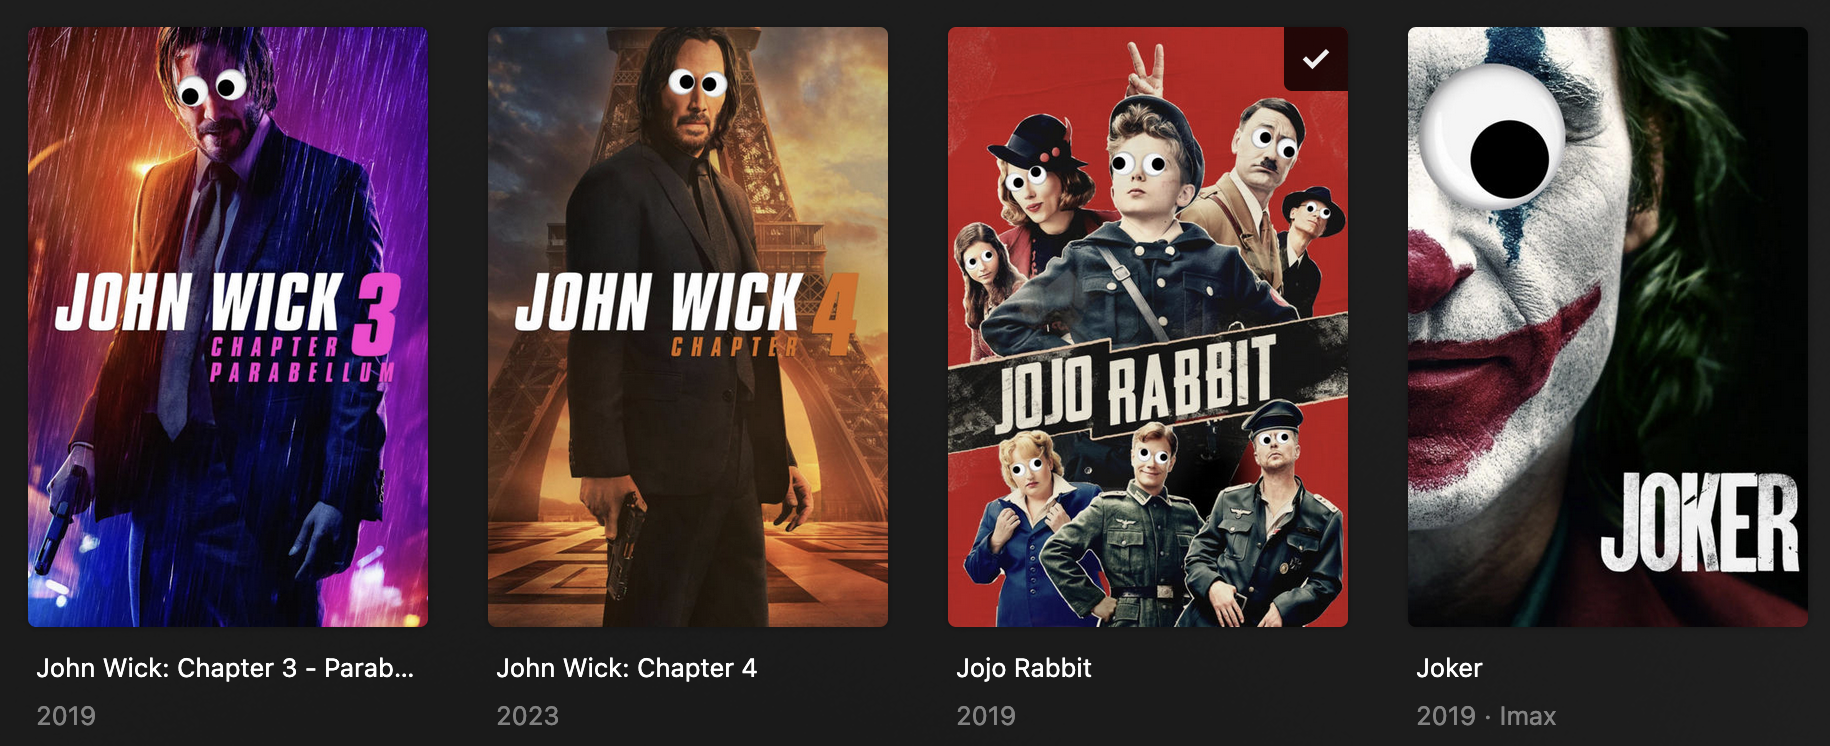 JOHN WICK 3
CHAPTER
PARABELLUM
John Wick: Chapter 3 - Parab...
2019
JOHN WICK 4
CHAPTER
John Wick: Chapter 4
2023
JOJO RABBIT
Jojo Rabbit
2019
JOKER
Joker
2019 · Imax